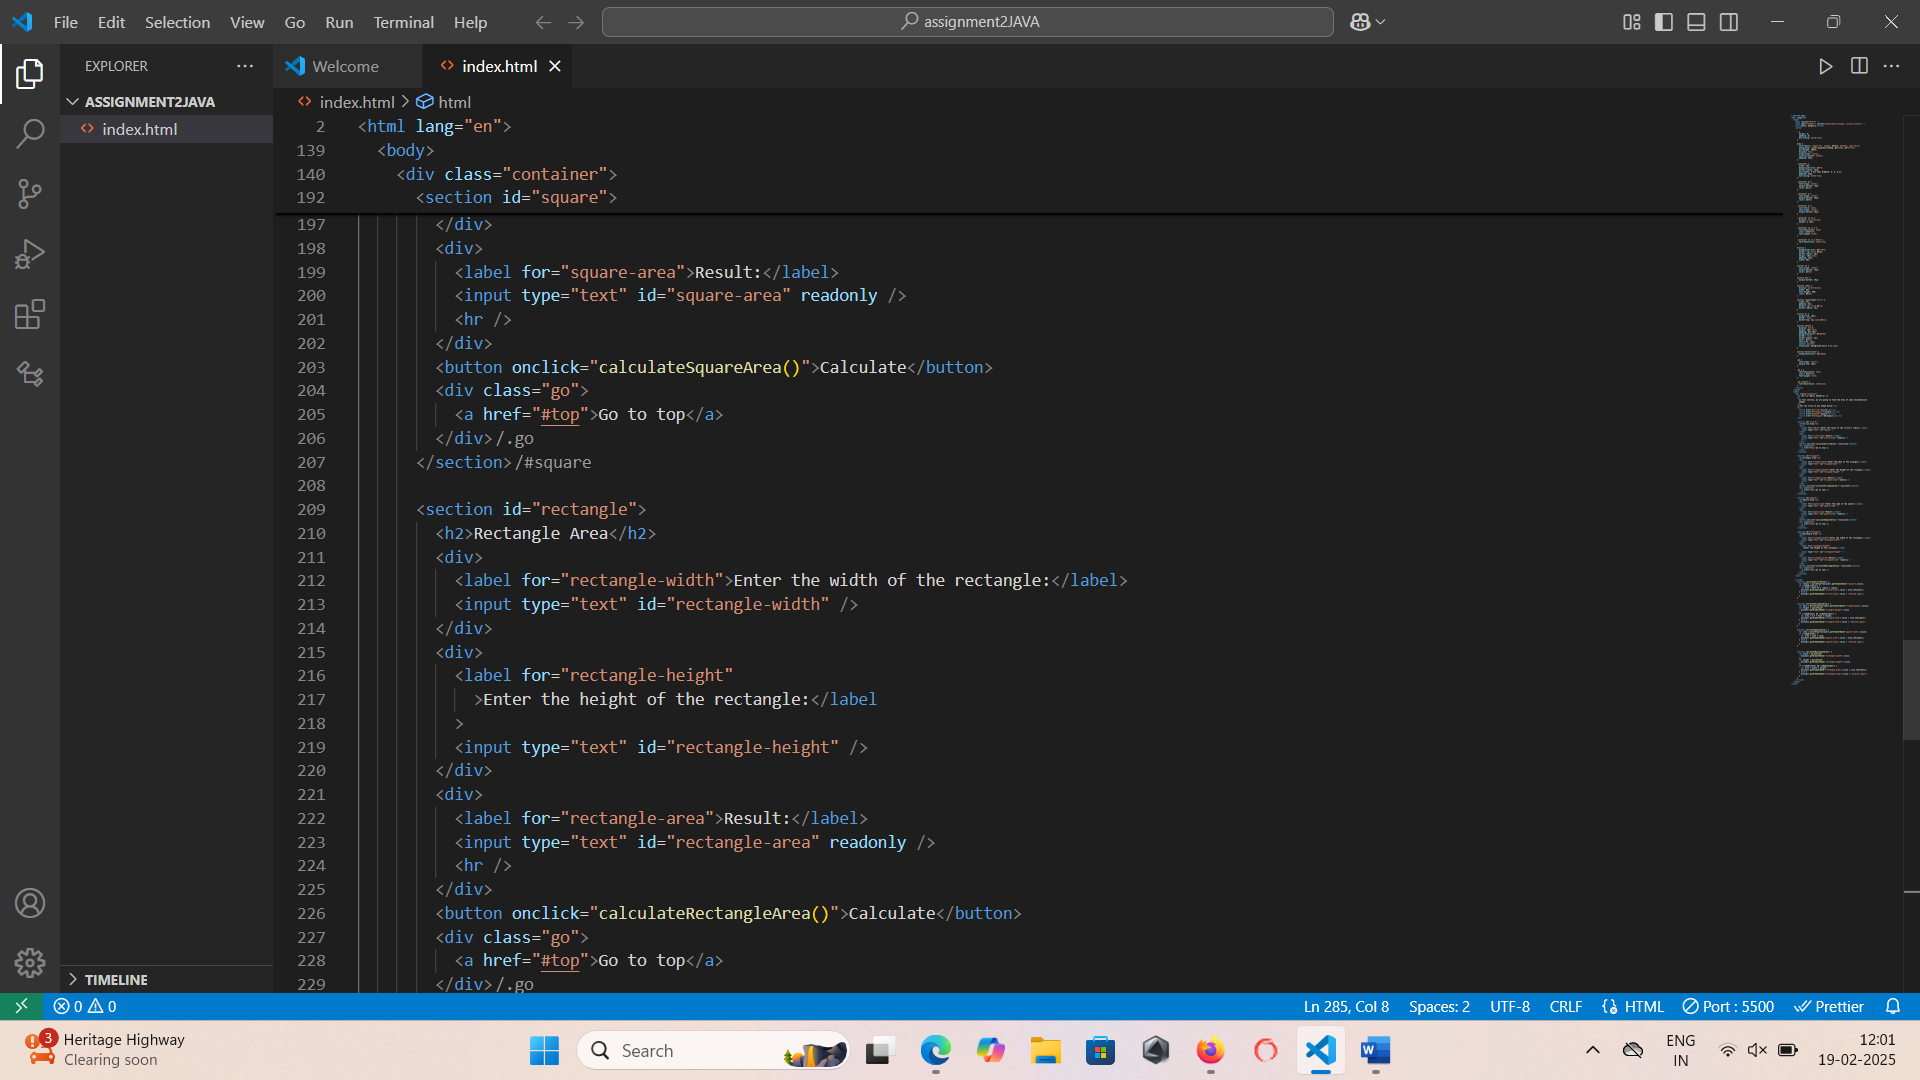 File Edit Selection View Go Run Terminal Help
assignment2JAVA
EXPLORER
Welcome
index.html
ASSIGNMENT2JAVA
index.html
index.html > html
2 <html lang="en">
139 <body>
140 <div class="container">
192 <section id="square">
197 </div>
198 <div>
199 <label for="square-area">Result:</label>
200 <input type="text" id="square-area" readonly />
201 <hr />
202 </div>
203 <button onclick="calculateSquareArea()">Calculate</button>
204 <div class="go">
205 <a href="#top">Go to top</a>
206 </div>/.go
207 </section>/#square
208
209 <section id="rectangle">
210 <h2>Rectangle Area</h2>
211 <div>
212 <label for="rectangle-width">Enter the width of the rectangle:</label>
213 <input type="text" id="rectangle-width" />
214 </div>
215 <div>
216 <label for="rectangle-height"
217 >Enter the height of the rectangle:</label
218 >
219 <input type="text" id="rectangle-height" />
220 </div>
221 <div>
222 <label for="rectangle-area">Result:</label>
223 <input type="text" id="rectangle-area" readonly />
224 <hr />
225 </div>
226 <button onclick="calculateRectangleArea()">Calculate</button>
227 <div class="go">
228 <a href="#top">Go to top</a>
229 </div>/.go
TIMELINE
0 0
Ln 285, Col 8 Spaces: 2 UTF-8 CRLF {} HTML Port : 5500 Prettier
3
Heritage Highway
Clearing soon
Search
ENG
IN
12:01
19-02-2025